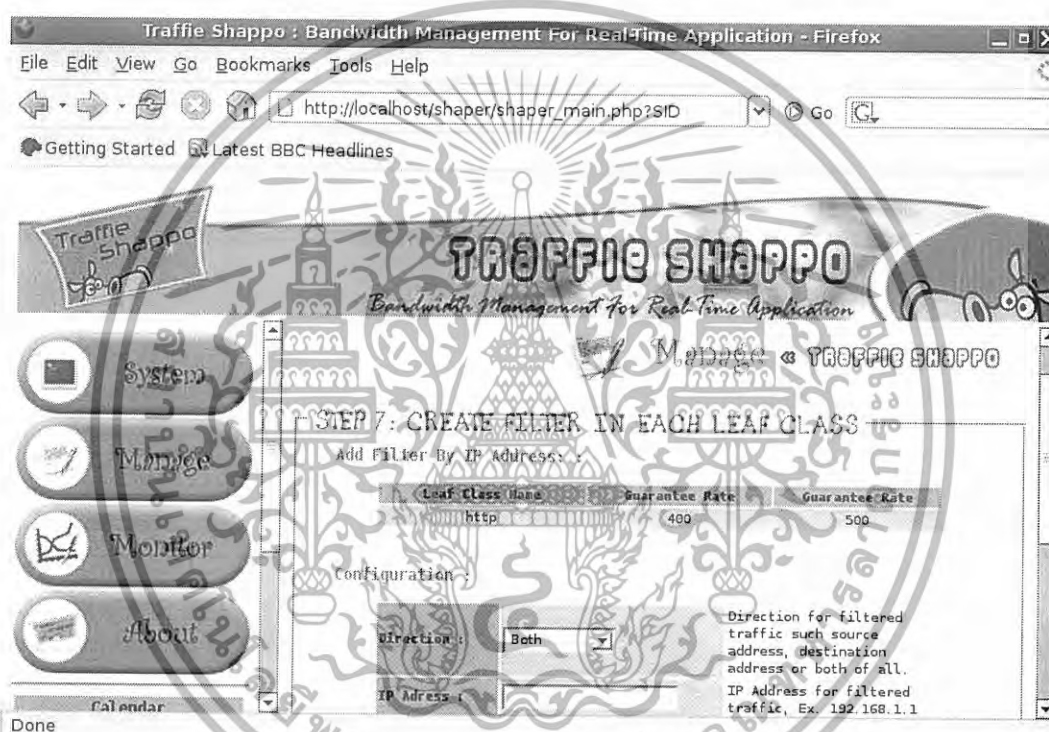 Traffie Shappo : Bandwidth Management For Real-Time Application - Firefox
File Edit View Go Bookmarks Tools Help
http://localhost/shaper/shaper_main.php?SID
Go
G
Getting Started Latest BBC Headlines
Traffie Shappo
TRAFFIE SHAPPO
Bandwidth Management For Real-Time Application
Manage « TRAFFIE SHAPPO
System
Manage
Monitor
About
Calendar
STEP 7: CREATE FILTER IN EACH LEAF CLASS
Add Filter By IP Address: :
Leaf Class Name Guarantee Rate Guarantee Rate
http 400 500
Configuration :
Direction : Both
Direction for filtered
traffic such source
address, destination
address or both of all.
IP Adress :
IP Address for filtered
traffic, Ex. 192.168.1.1
Done